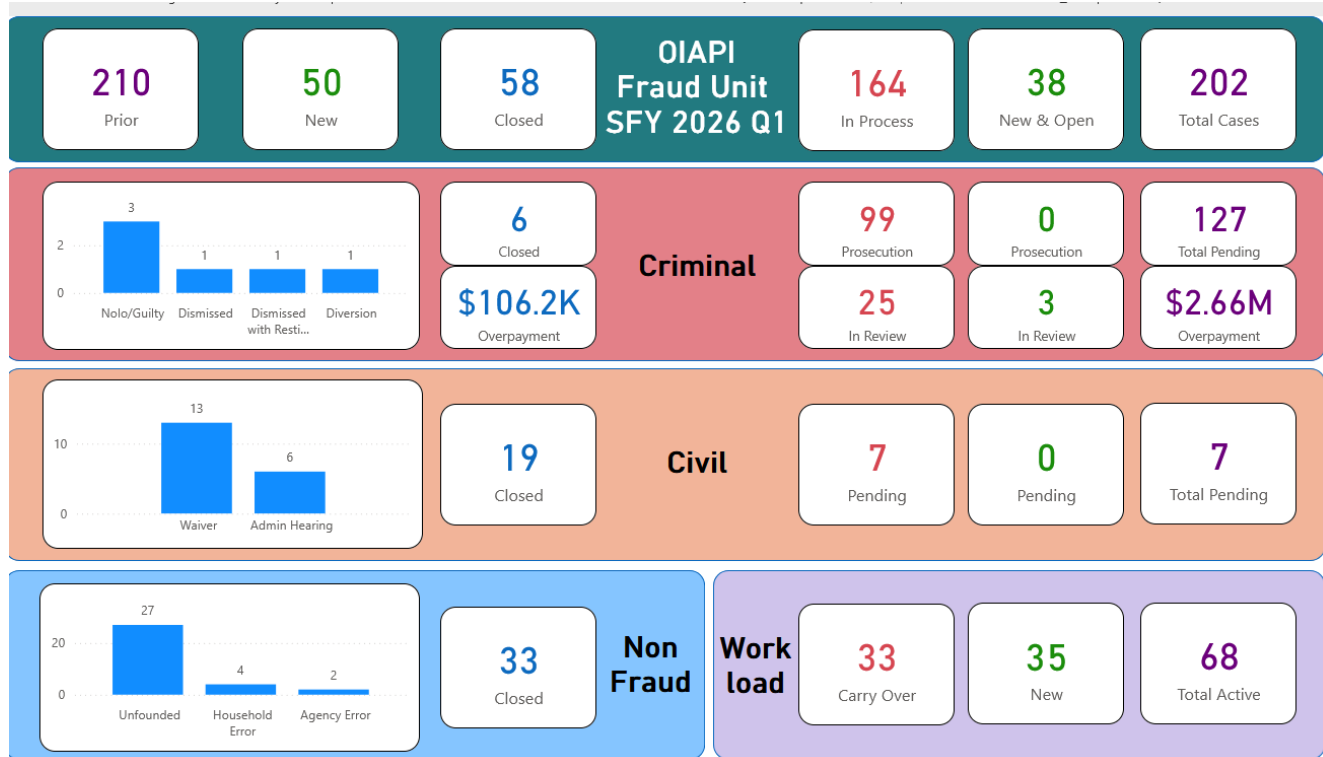 210
Prior
50
New
58
Closed
OIAPI
Fraud Unit
SFY 2026 Q1
164
In Process
38
New & Open
202
Total Cases
3
2
1
1
1
0
Nolo/Guilty
Dismissed
Dismissed
with Resti...
Diversion
6
Closed
$106.2K
Overpayment
Criminal
99
Prosecution
0
Prosecution
127
Total Pending
25
In Review
3
In Review
$2.66M
Overpayment
13
10
6
0
Waiver
Admin Hearing
19
Closed
Civil
7
Pending
0
Pending
7
Total Pending
27
20
4
2
0
Unfounded
Household
Error
Agency Error
33
Closed
Non
Fraud
Work
load
33
Carry Over
35
New
68
Total Active